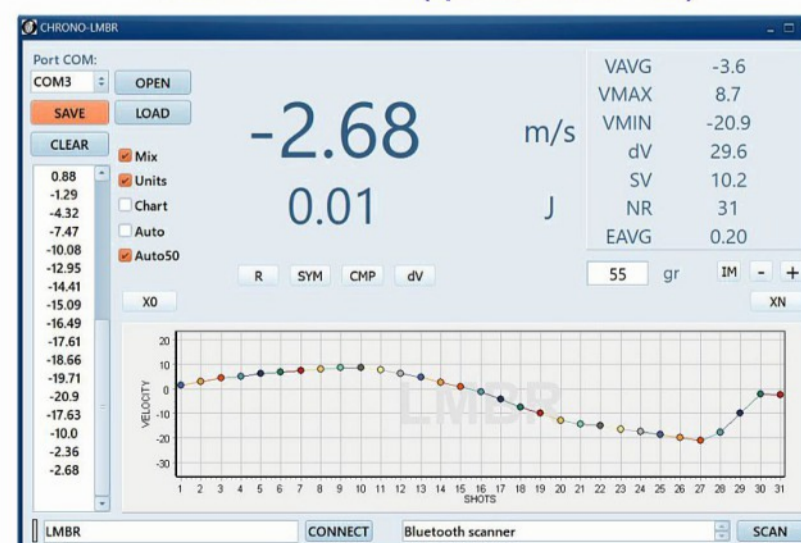 CHRONO-LMBR
Port COM:
COM3
OPEN
SAVE
LOAD
CLEAR
Mix
Units
Chart
Auto
Auto50
0.88
-1.29
-4.32
-7.47
-10.08
-12.95
-14.41
-15.09
-16.49
-17.61
-18.66
-19.71
-20.9
-17.63
-10.0
-2.36
-2.68
-2.68 m/s
0.01 J
R SYM CMP dV
X0
VAVG -3.6
VMAX 8.7
VMIN -20.9
dV 29.6
SV 10.2
NR 31
EAVG 0.20
55 gr IM - +
XN
LMBR
VELOCITY
20
10
0
-10
-20
-30
1 2 3 4 5 6 7 8 9 10 11 12 13 14 15 16 17 18 19 20 21 22 23 24 25 26 27 28 29 30 31
SHOTS
LMBR CONNECT Bluetooth scanner SCAN